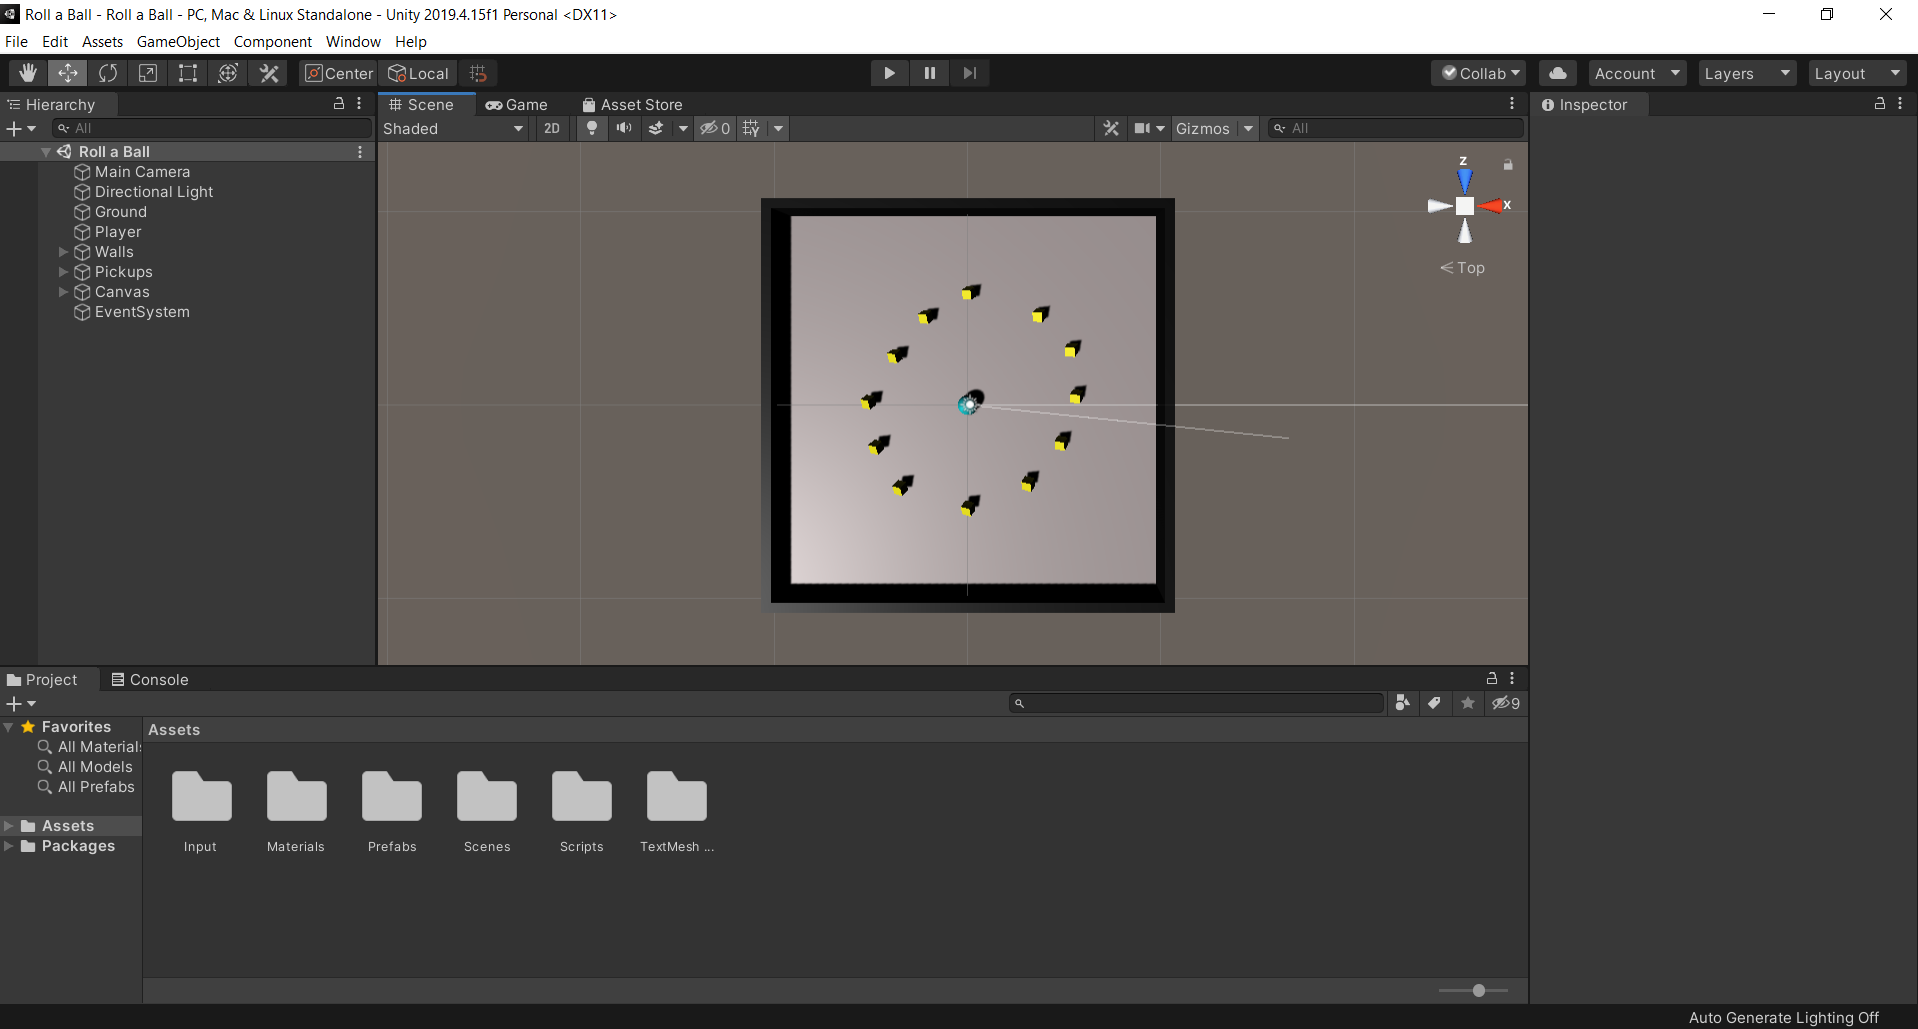 Roll a Ball - Roll a Ball - PC, Mac & Linux Standalone - Unity 2019.4.15f1 Personal <DX11>
File Edit Assets GameObject Component Window Help
Center Local Collab Account Layers Layout
Hierarchy
All
Roll a Ball
Main Camera
Directional Light
Ground
Player
Walls
Pickups
Canvas
EventSystem
Scene Game Asset Store
Shaded 2D 0 Gizmos All
z
x
Top
Inspector
Project Console
9
Favorites
All Materials
All Models
All Prefabs
Assets
Packages
Assets
Input Materials Prefabs Scenes Scripts TextMesh ...
Auto Generate Lighting Off